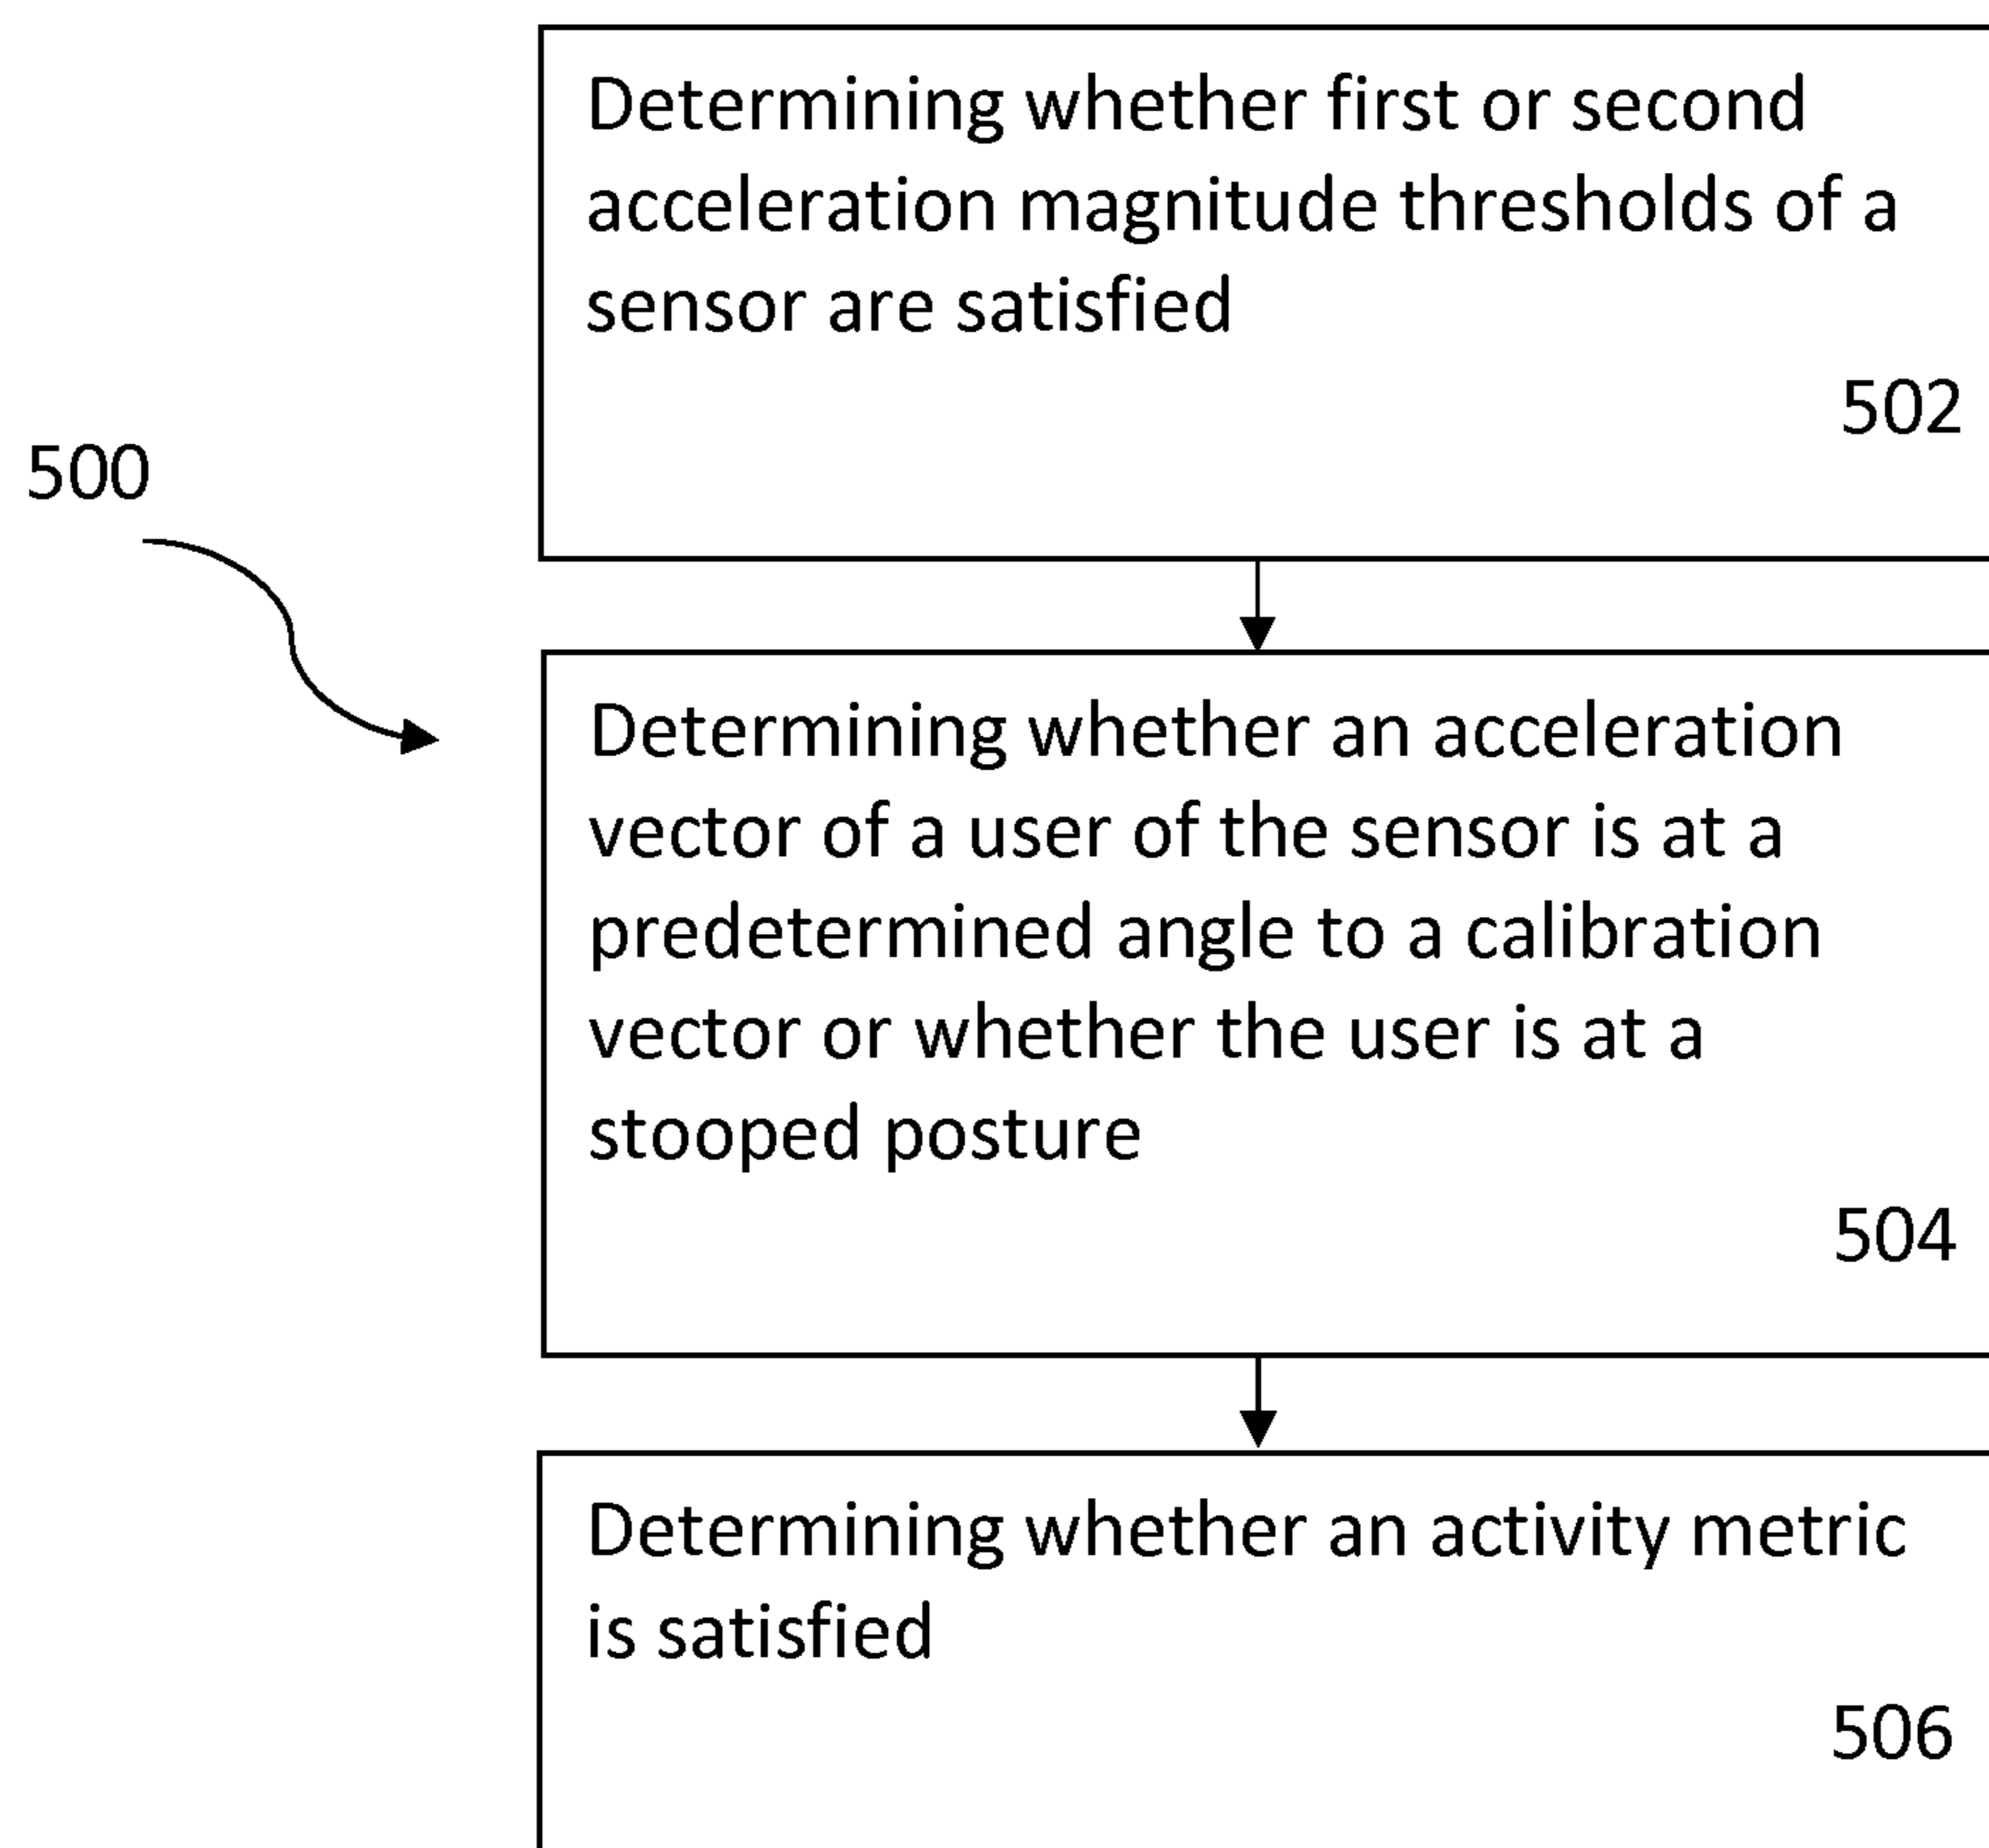 Determining whether first or second
acceleration magnitude thresholds of a
sensor are satisfied
502
500
Determining whether an acceleration
vector of a user of the sensor is at a
predetermined angle to a calibration
vector or whether the user is at a
stooped posture
504
Determining whether an activity metric
is satisfied
506